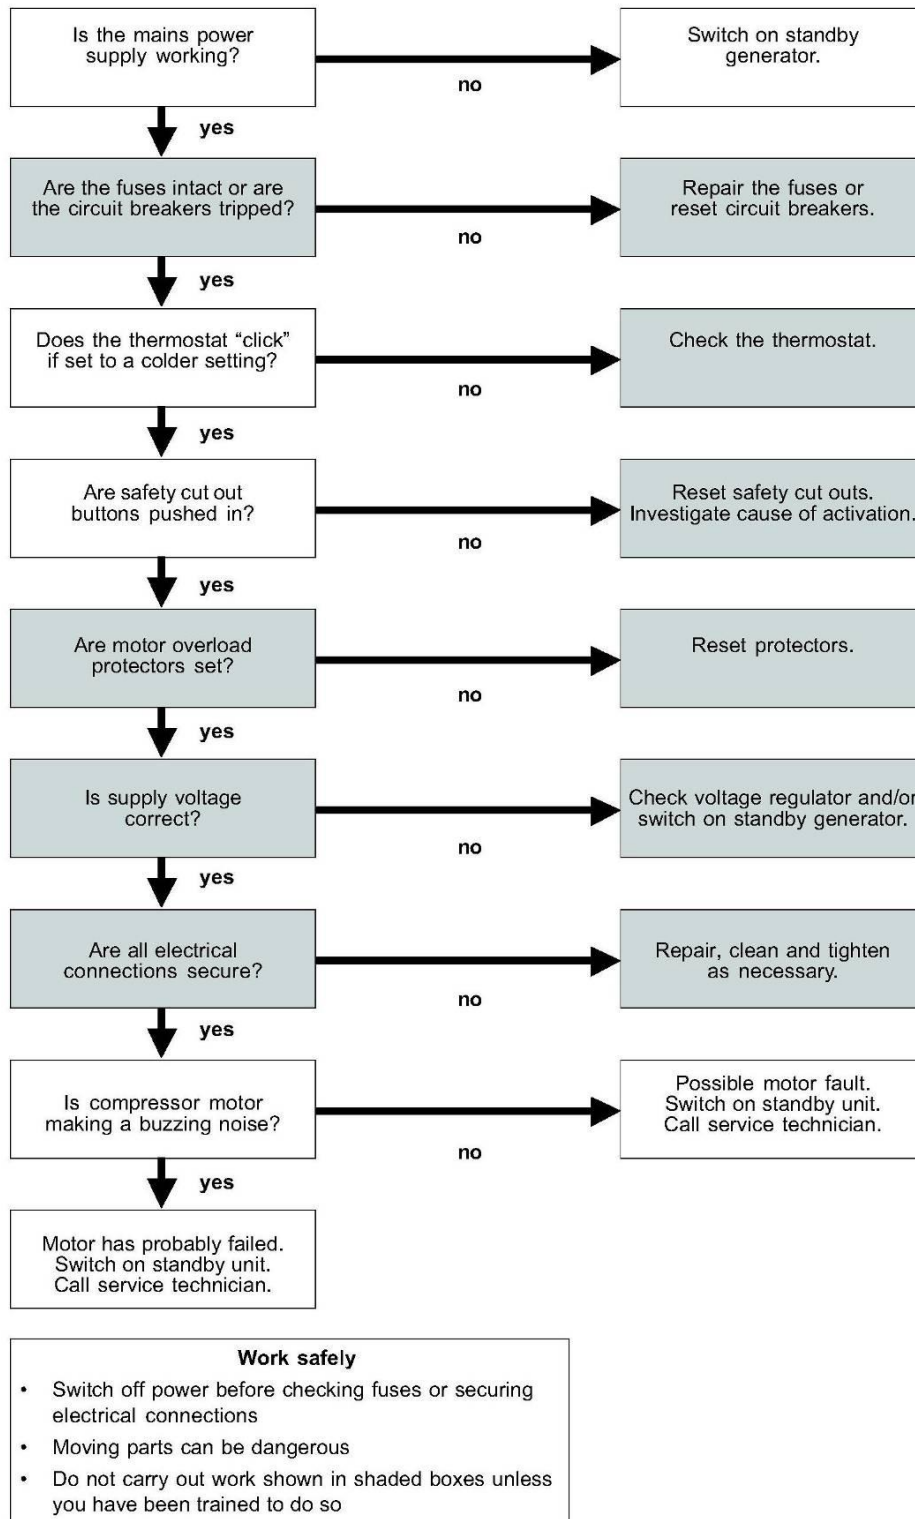 Is the mains power
supply working?
no
Switch on standby
generator.
yes
Are the fuses intact or are
the circuit breakers tripped?
no
Repair the fuses or
reset circuit breakers.
yes
Does the thermostat “click”
if set to a colder setting?
no
Check the thermostat.
yes
Are safety cut out
buttons pushed in?
no
Reset safety cut outs.
Investigate cause of activation.
yes
Are motor overload
protectors set?
no
Reset protectors.
yes
Is supply voltage
correct?
no
Check voltage regulator and/or
switch on standby generator.
yes
Are all electrical
connections secure?
no
Repair, clean and tighten
as necessary.
yes
Is compressor motor
making a buzzing noise?
no
Possible motor fault.
Switch on standby unit.
Call service technician.
yes
Motor has probably failed.
Switch on standby unit.
Call service technician.
Work safely
• Switch off power before checking fuses or securing
electrical connections
• Moving parts can be dangerous
• Do not carry out work shown in shaded boxes unless
you have been trained to do so